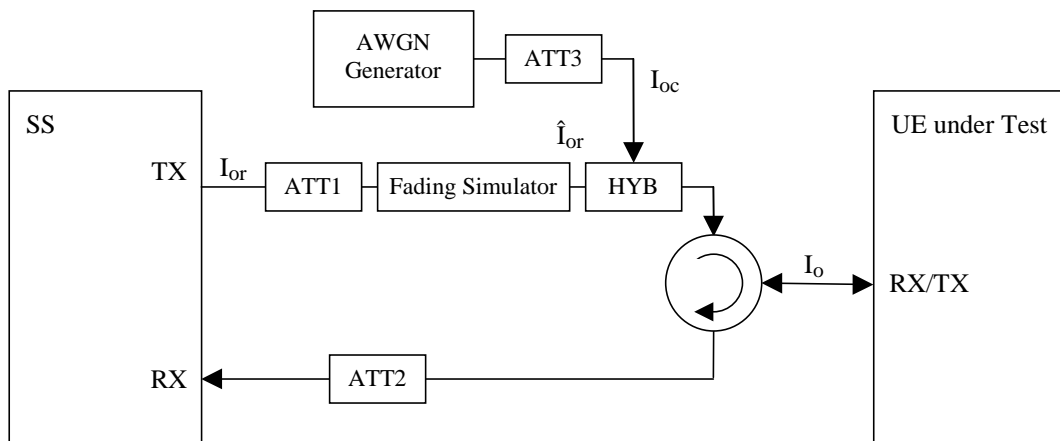 AWGN
Generator
ATT3
I_oc
SS
UE under Test
Î_or
TX
I_or
ATT1
Fading Simulator
HYB
I_o
RX/TX
RX
ATT2